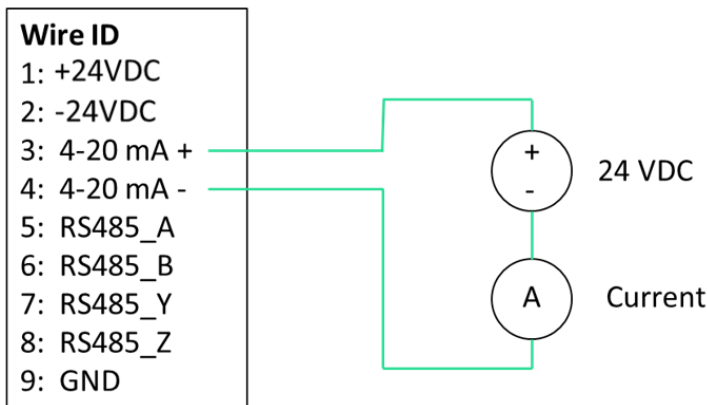 Wire ID
1: +24VDC
2: -24VDC
3: 4-20 mA +
4: 4-20 mA -
5: RS485_A
6: RS485_B
7: RS485_Y
8: RS485_Z
9: GND
+
-
24 VDC
A
Current